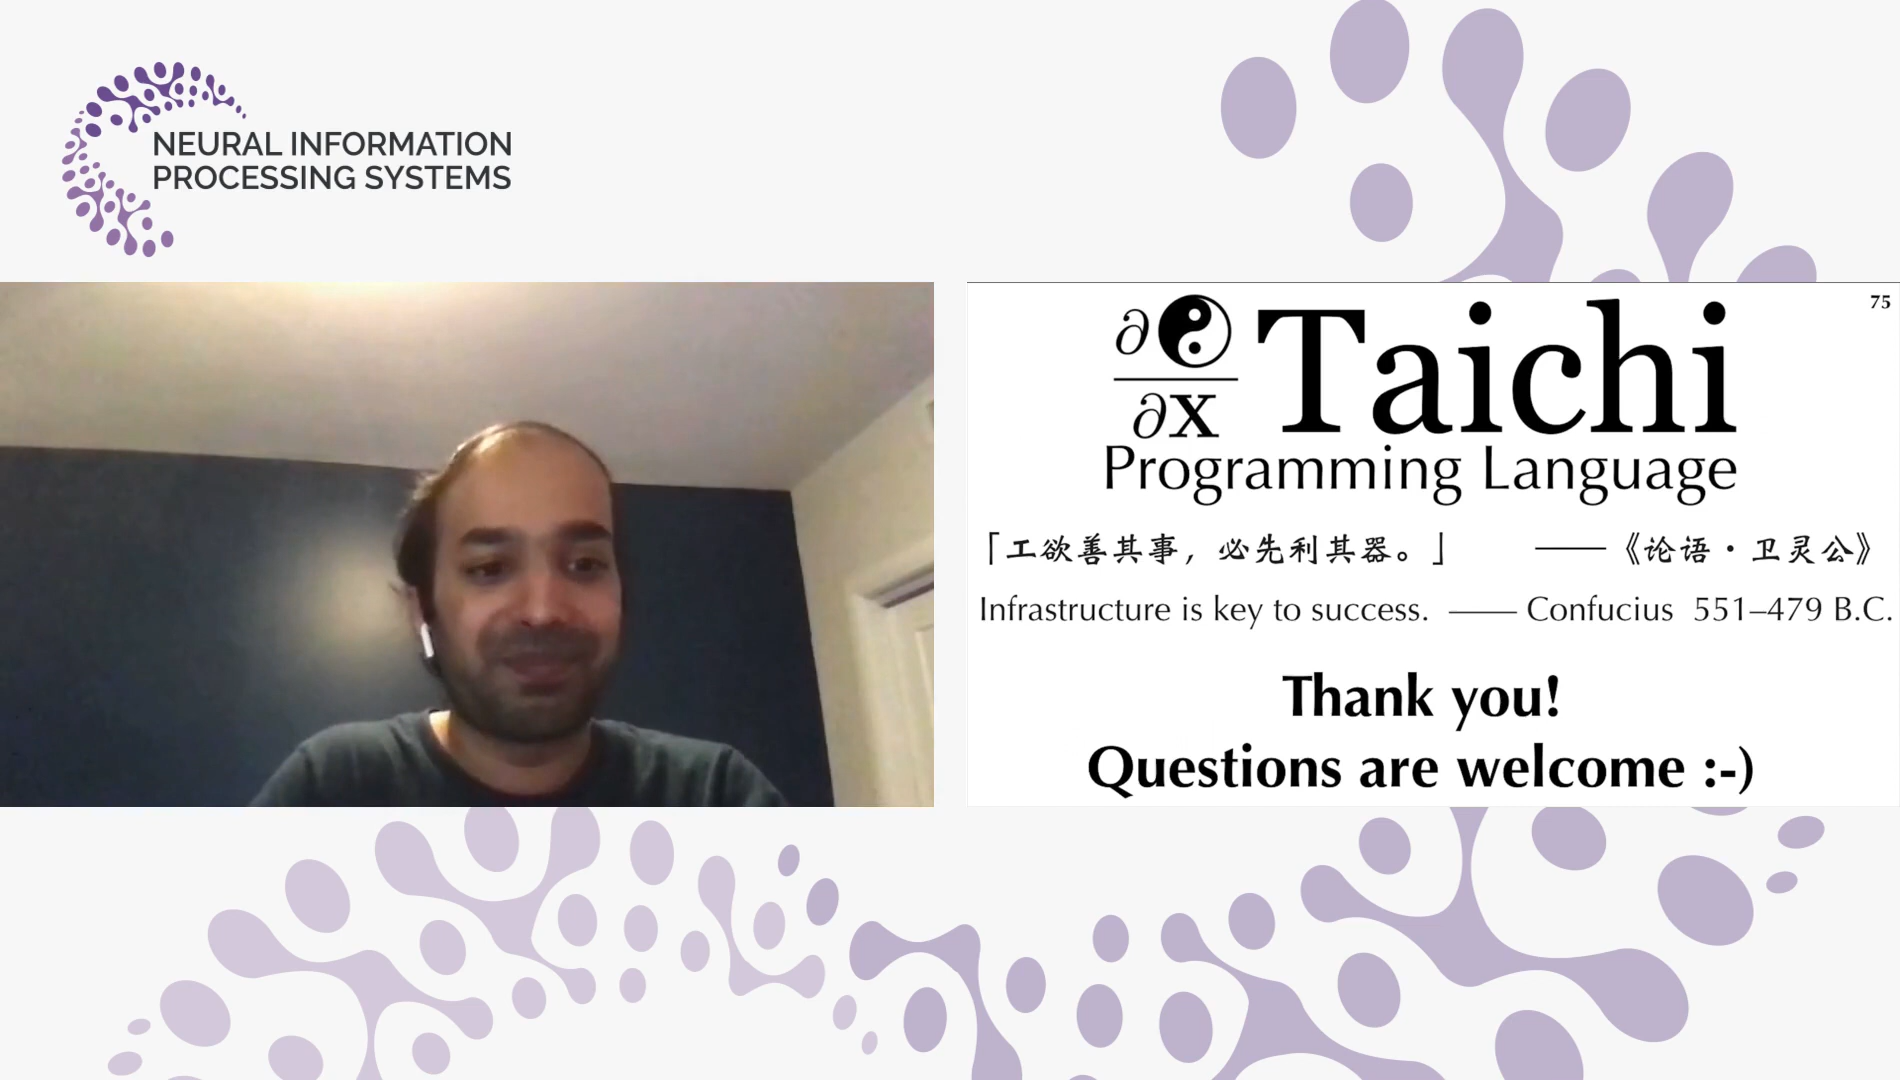 NEURAL INFORMATION
PROCESSING SYSTEMS
75
∂
∂x
Taichi
Programming Language
「工欲善其事，必先利其器。」 ——《论语·卫灵公》
Infrastructure is key to success. —— Confucius 551–479 B.C.
Thank you!
Questions are welcome :-)